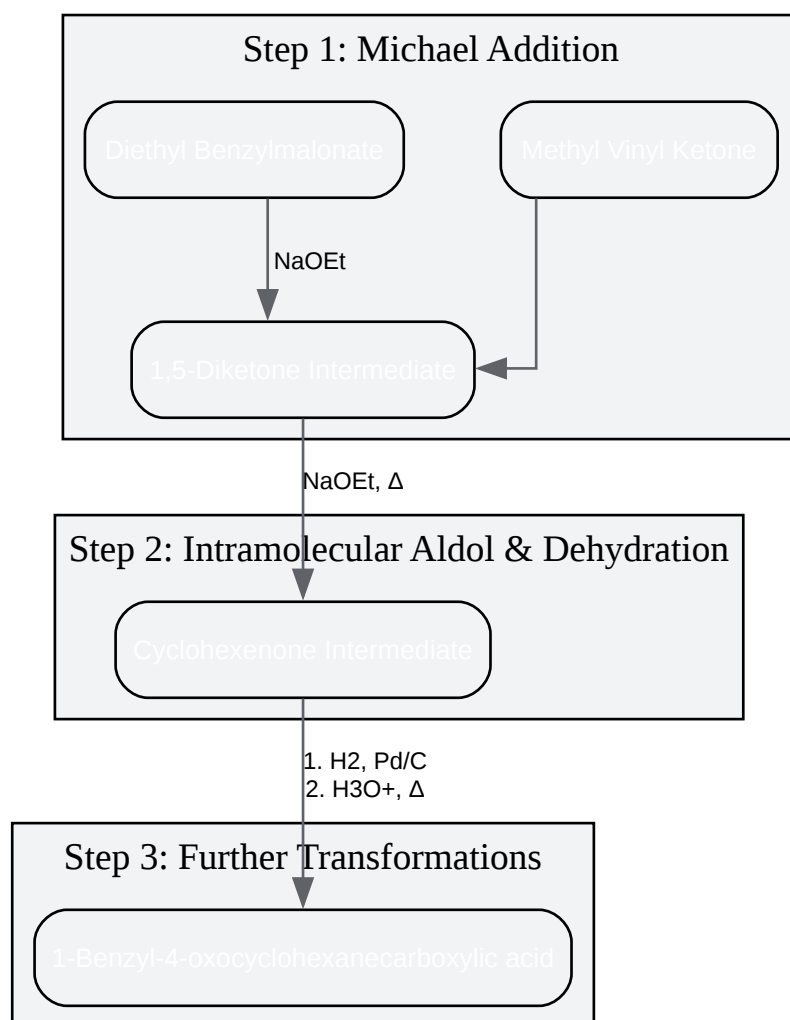 Step 1: Michael Addition
Diethyl Benzylmalonate
Methyl Vinyl Ketone
NaOEt
1,5-Diketone Intermediate
NaOEt, Δ
Step 2: Intramolecular Aldol & Dehydration
Cyclohexenone Intermediate
1. H2, Pd/C
2. H3O+, Δ
Step 3: Further Transformations
1-Benzyl-4-oxocyclohexanecarboxylic acid